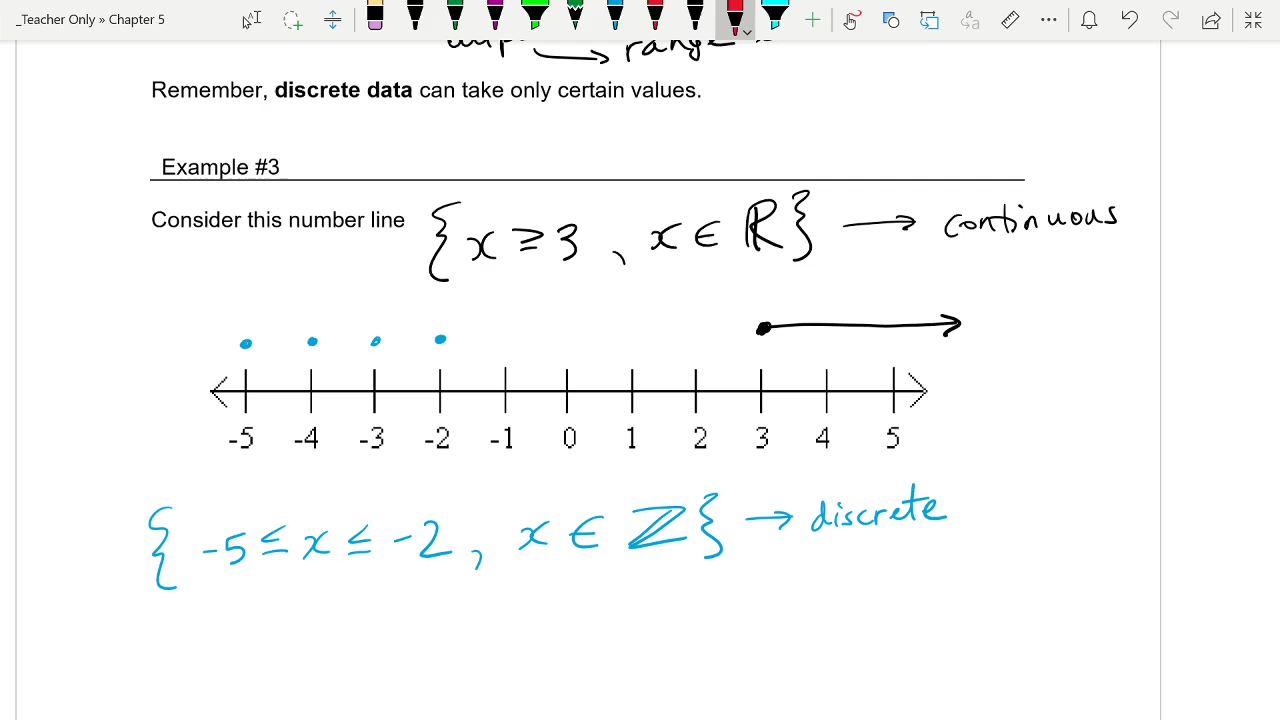 _Teacher Only » Chapter 5
range
Remember, discrete data can take only certain values.
Example #3
Consider this number line {x ≥ 3, x ∈ ℝ} → continuous
-5 -4 -3 -2 -1 0 1 2 3 4 5
{-5 ≤ x ≤ -2, x ∈ ℤ} → discrete